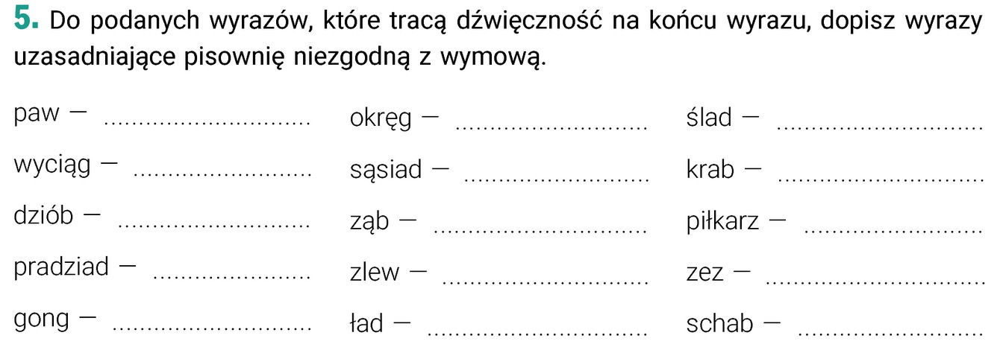 5. Do podanych wyrazów, które tracą dźwięczność na końcu wyrazu, dopisz wyrazy
uzasadniające pisownię niezgodną z wymową.
paw – .............................. okręg – ............................ ślad – ..............................
wyciąg – .......................... sąsiad – ........................... krab – ..............................
dziób – ............................ ząb – ............................... piłkarz – ..........................
pradziad – ....................... zlew – .............................. zez – ................................
gong – ............................. ład – ................................ schab – ...........................